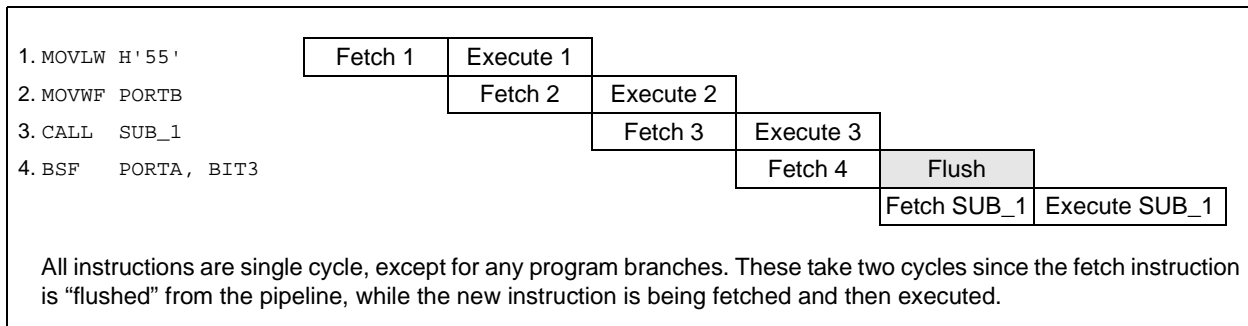 1. MOVLW H'55' Fetch 1 Execute 1
2. MOVWF PORTB Fetch 2 Execute 2
3. CALL SUB_1 Fetch 3 Execute 3
4. BSF PORTA, BIT3 Fetch 4 Flush
Fetch SUB_1 Execute SUB_1
All instructions are single cycle, except for any program branches. These take two cycles since the fetch instruction
is “flushed” from the pipeline, while the new instruction is being fetched and then executed.